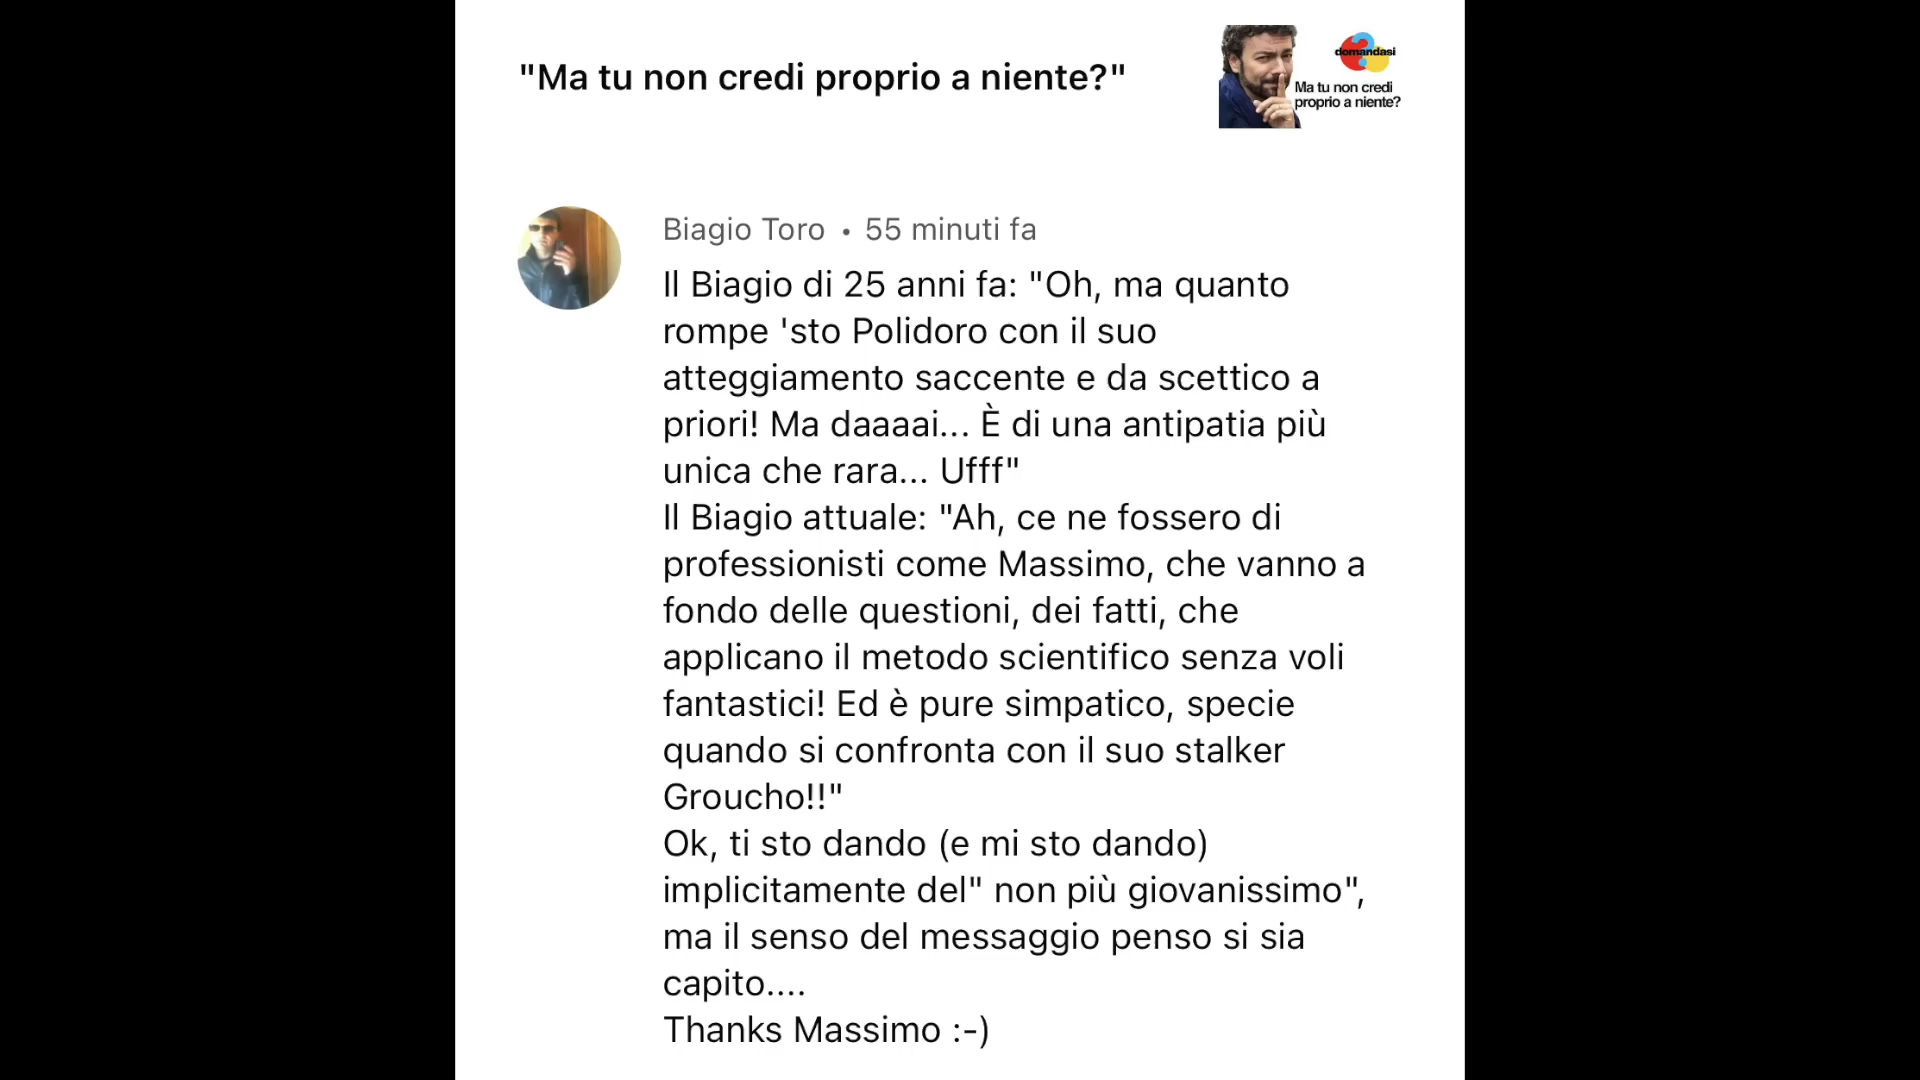 "Ma tu non credi proprio a niente?"
domandasi
Ma tu non credi
proprio a niente?
Biagio Toro • 55 minuti fa
Il Biagio di 25 anni fa: "Oh, ma quanto
rompe 'sto Polidoro con il suo
atteggiamento saccente e da scettico a
priori! Ma daaaai... È di una antipatia più
unica che rara... Ufff"
Il Biagio attuale: "Ah, ce ne fossero di
professionisti come Massimo, che vanno a
fondo delle questioni, dei fatti, che
applicano il metodo scientifico senza voli
fantastici! Ed è pure simpatico, specie
quando si confronta con il suo stalker
Groucho!!"
Ok, ti sto dando (e mi sto dando)
implicitamente del" non più giovanissimo",
ma il senso del messaggio penso si sia
capito....
Thanks Massimo :-)